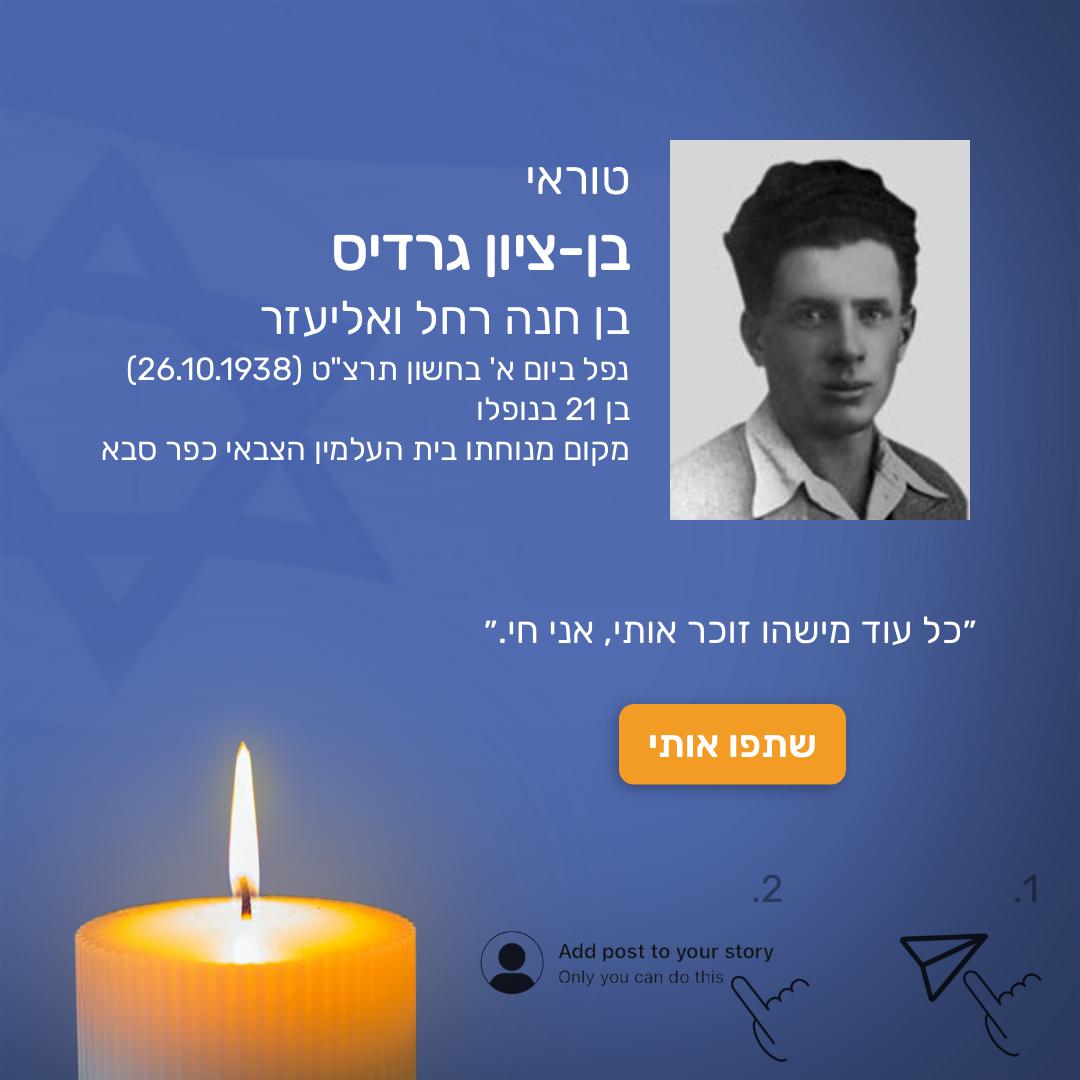 טוראי
בן-ציון גרדיס
בן חנה רחל ואליעזר
נפל ביום א' בחשון תרצ"ט (26.10.1938)
בן 21 בנופלו
מקום מנוחתו בית העלמין הצבאי כפר סבא
״כל עוד מישהו זוכר אותי, אני חי.״
שתפו אותי
1.
2.
Add post to your story
Only you can do this